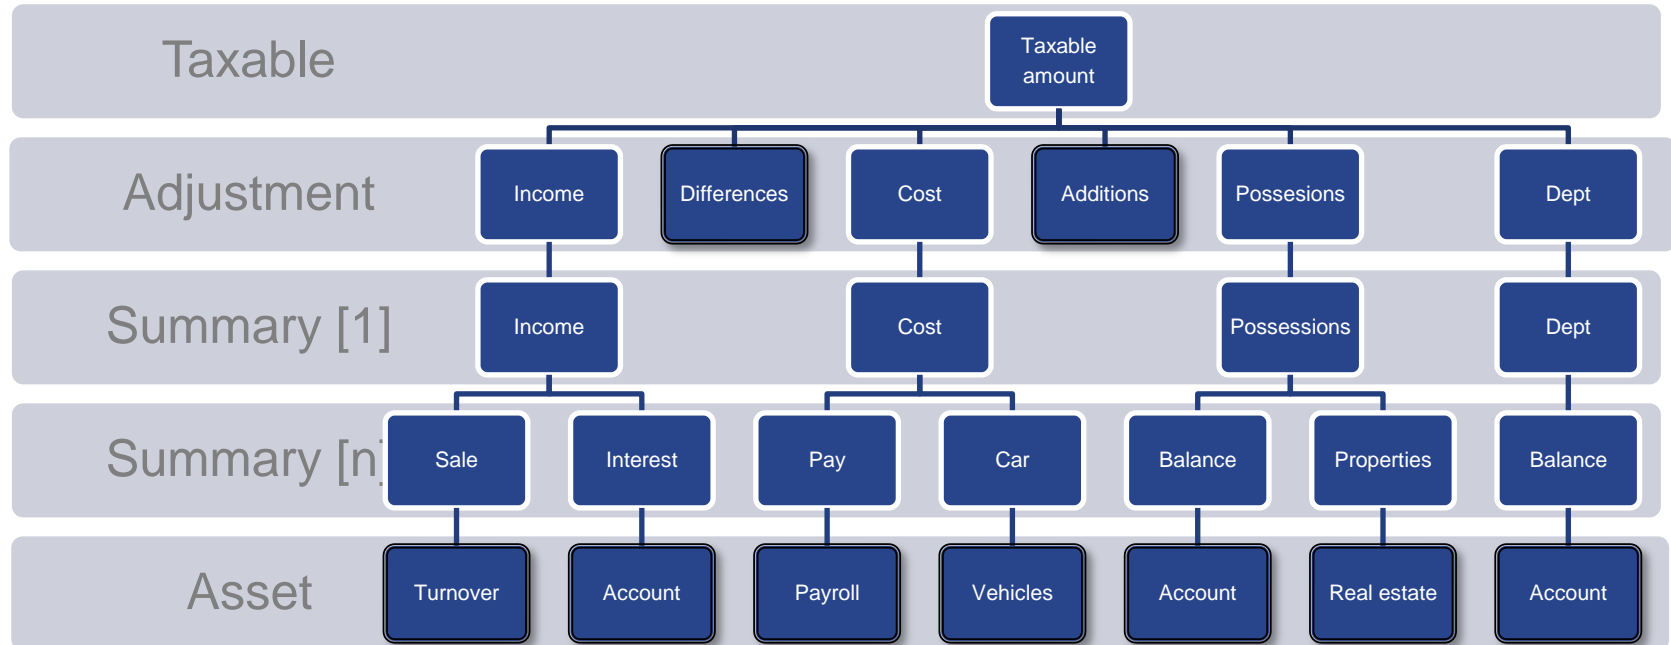 Taxable
Taxable
amount
Adjustment
Income
Differences
Cost
Additions
Possesions
Dept
Summary [1]
Income
Cost
Possessions
Dept
Summary [n]
Sale
Interest
Pay
Car
Balance
Properties
Balance
Asset
Turnover
Account
Payroll
Vehicles
Account
Real estate
Account